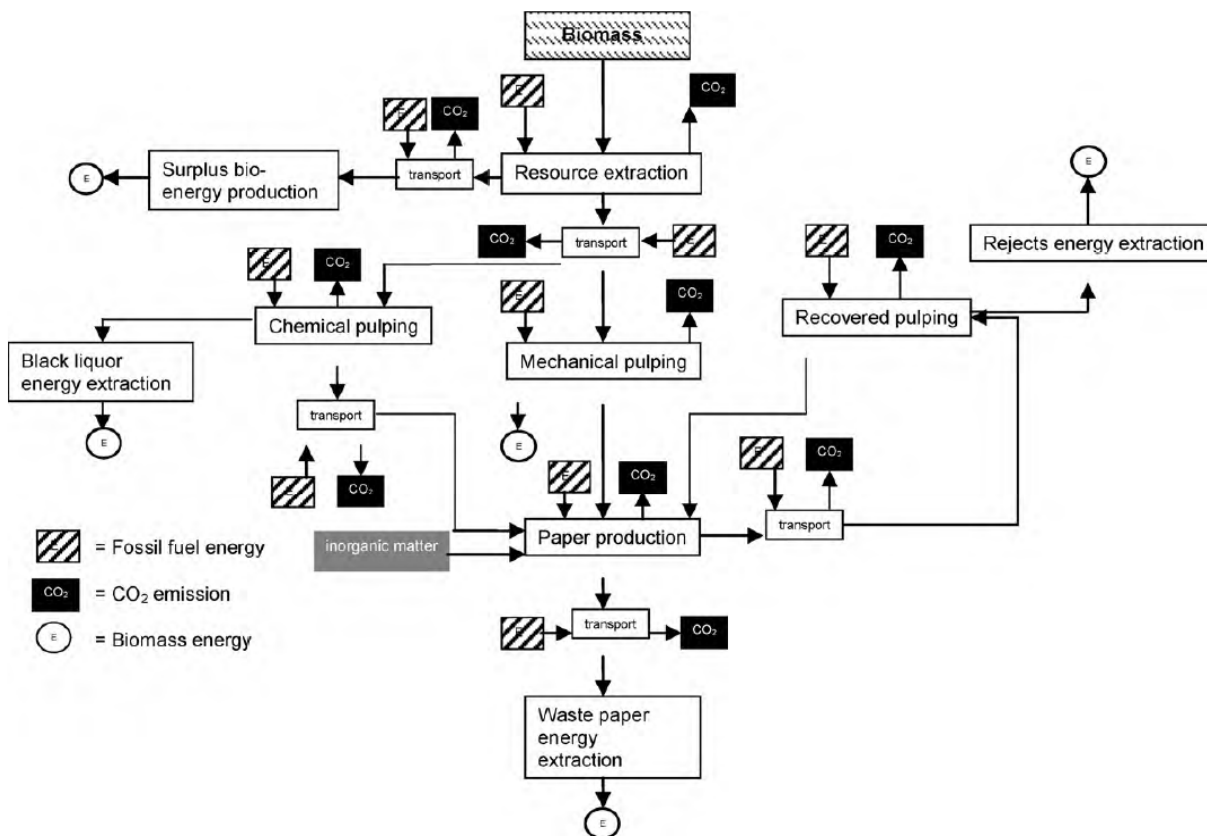 Biomass
E
CO₂
E
CO₂
E
Surplus bio-
energy production
transport
Resource extraction
E
CO₂
transport
E
E
CO₂
Rejects energy extraction
E
CO₂
E
CO₂
Chemical pulping
Recovered pulping
Black liquor
energy extraction
Mechanical pulping
transport
E
E
E
CO₂
E
CO₂
E
CO₂
transport
inorganic matter
Paper production
E
= Fossil fuel energy
CO₂
= CO₂ emission
E
= Biomass energy
E
transport
CO₂
Waste paper
energy
extraction
E